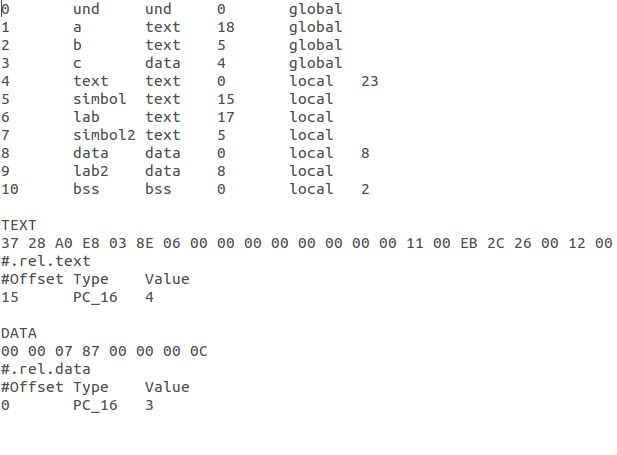 0 und und 0 global
1 a text 18 global
2 b text 5 global
3 c data 4 global
4 text text 0 local 23
5 simbol text 15 local
6 lab text 17 local
7 simbol2 text 5 local
8 data data 0 local 8
9 lab2 data 8 local
10 bss bss 0 local 2
TEXT
37 28 A0 E8 03 8E 06 00 00 00 00 00 00 00 00 11 00 EB 2C 26 00 12 00
#.rel.text
#Offset Type Value
15 PC_16 4
DATA
00 00 07 87 00 00 00 0C
#.rel.data
#Offset Type Value
0 PC_16 3